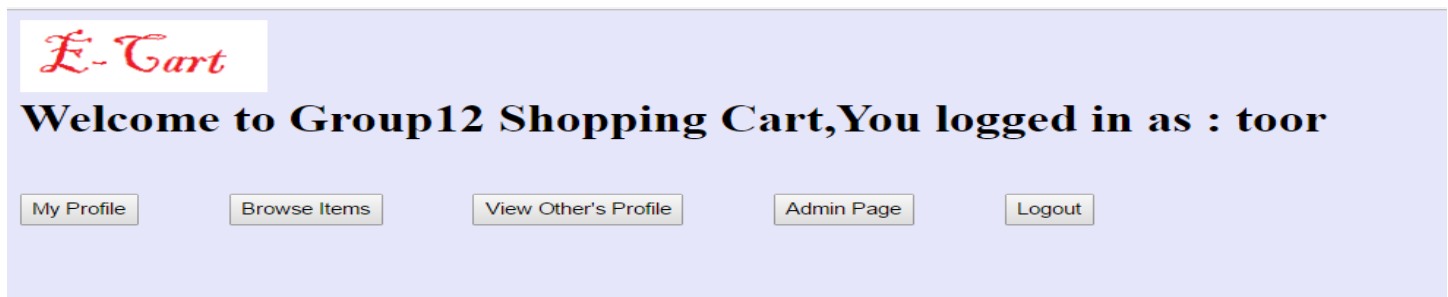 E-Cart
Welcome to Group12 Shopping Cart,You logged in as : toor
My Profile Browse Items View Other's Profile Admin Page Logout